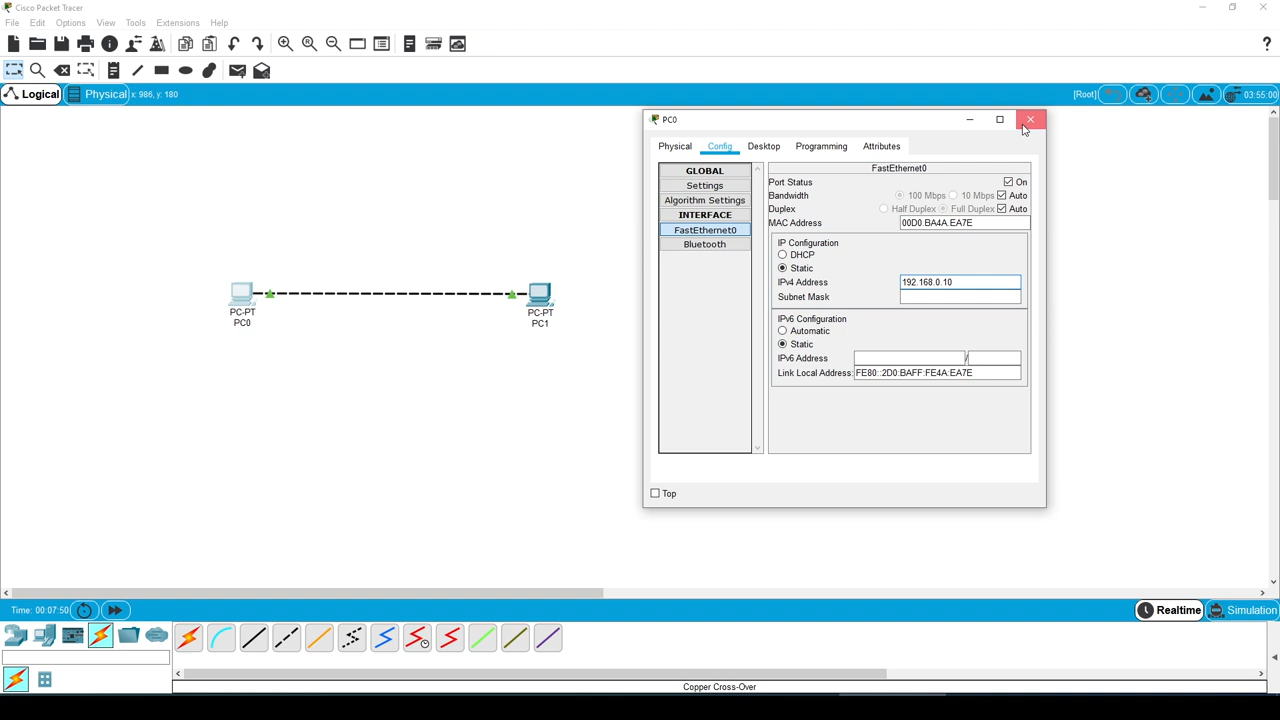 Cisco Packet Tracer
File Edit Options View Tools Extensions Help
?
Logical Physical x: 986, y: 180 [Root] 03:55:00
PC0
Physical Config Desktop Programming Attributes
GLOBAL
Settings
Algorithm Settings
INTERFACE
FastEthernet0
Bluetooth
FastEthernet0
Port Status On
Bandwidth 100 Mbps 10 Mbps Auto
Duplex Half Duplex Full Duplex Auto
MAC Address 00D0.BA4A.EA7E
IP Configuration
DHCP
Static
IPv4 Address 192.168.0.10
Subnet Mask
IPv6 Configuration
Automatic
Static
IPv6 Address /
Link Local Address: FE80::2D0:BAFF:FE4A:EA7E
Top
PC-PT
PC0
PC-PT
PC1
Time: 00:07:50 Realtime Simulation
Copper Cross-Over